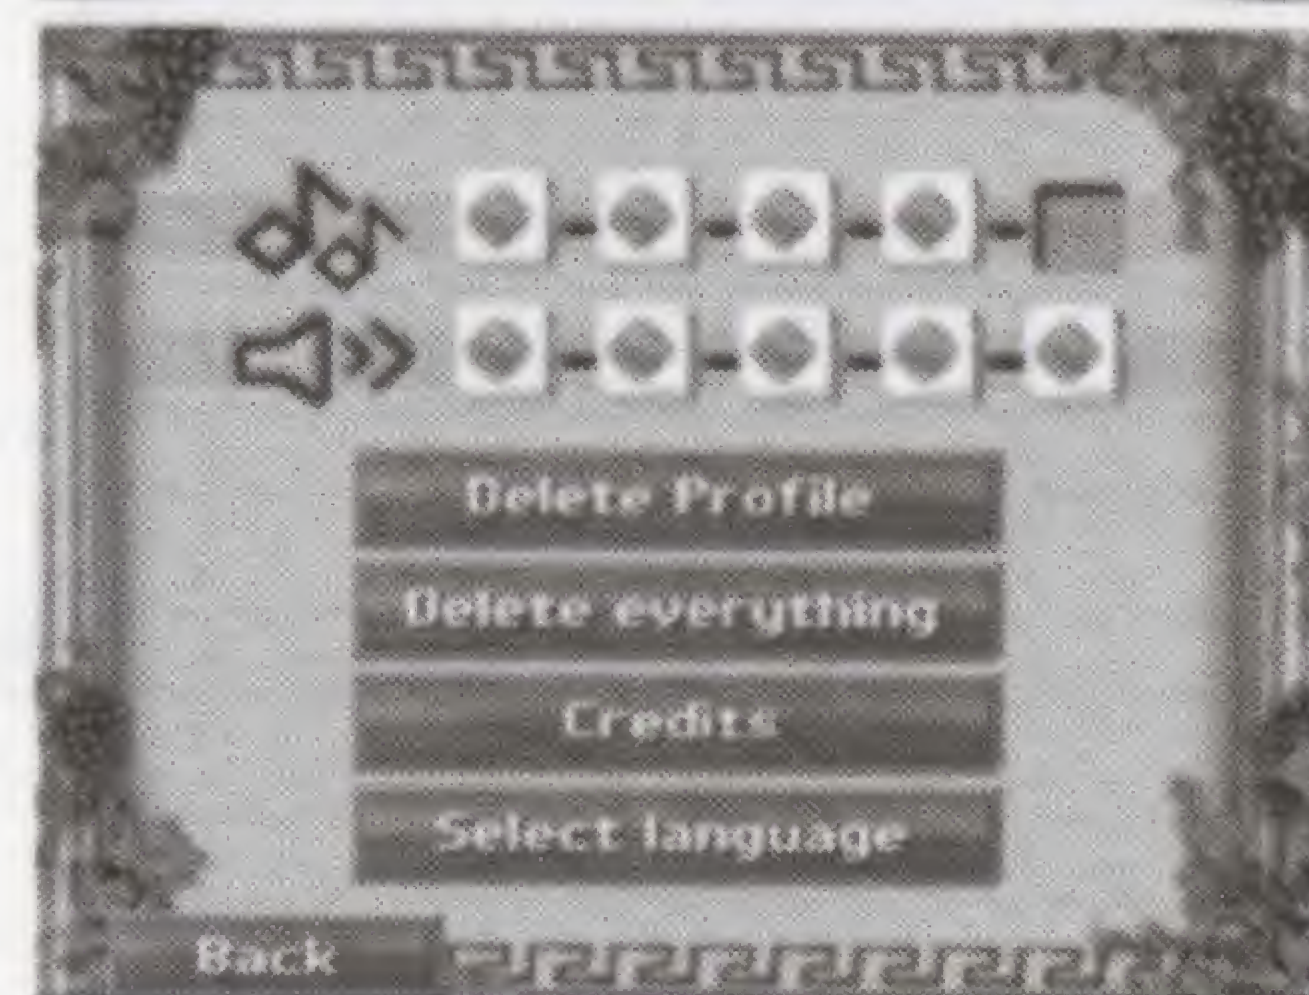 Delete Profile
Delete everything
Credits
Select language
Back